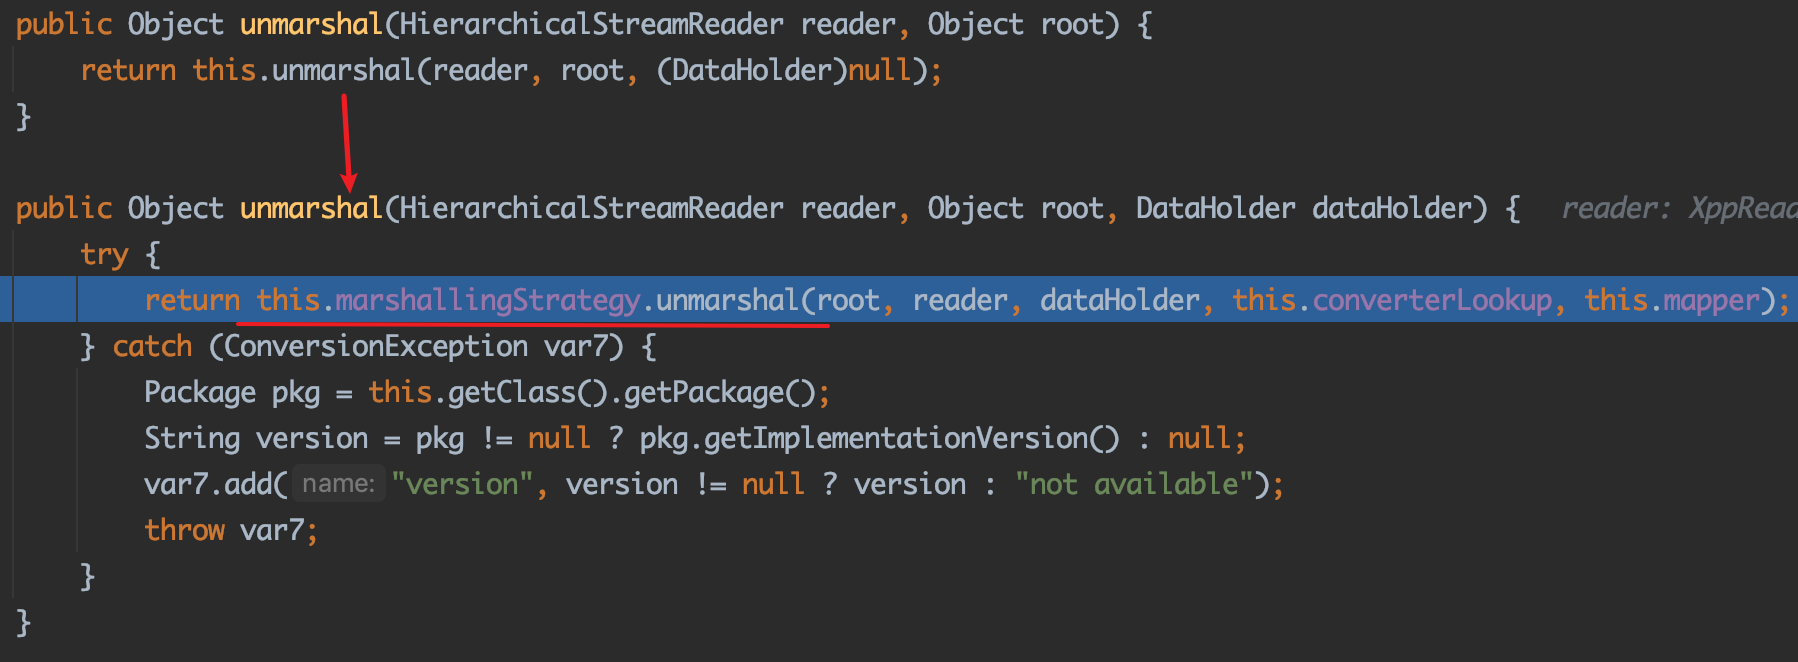 public Object unmarshal(HierarchicalStreamReader reader, Object root) {
    return this.unmarshal(reader, root, (DataHolder)null);
}
public Object unmarshal(HierarchicalStreamReader reader, Object root, DataHolder dataHolder) {  reader: XppRead
    try {
        return this.marshallingStrategy.unmarshal(root, reader, dataHolder, this.converterLookup, this.mapper);
    } catch (ConversionException var7) {
        Package pkg = this.getClass().getPackage();
        String version = pkg != null ? pkg.getImplementationVersion() : null;
        var7.add( name: "version", version != null ? version : "not available");
        throw var7;
    }
}